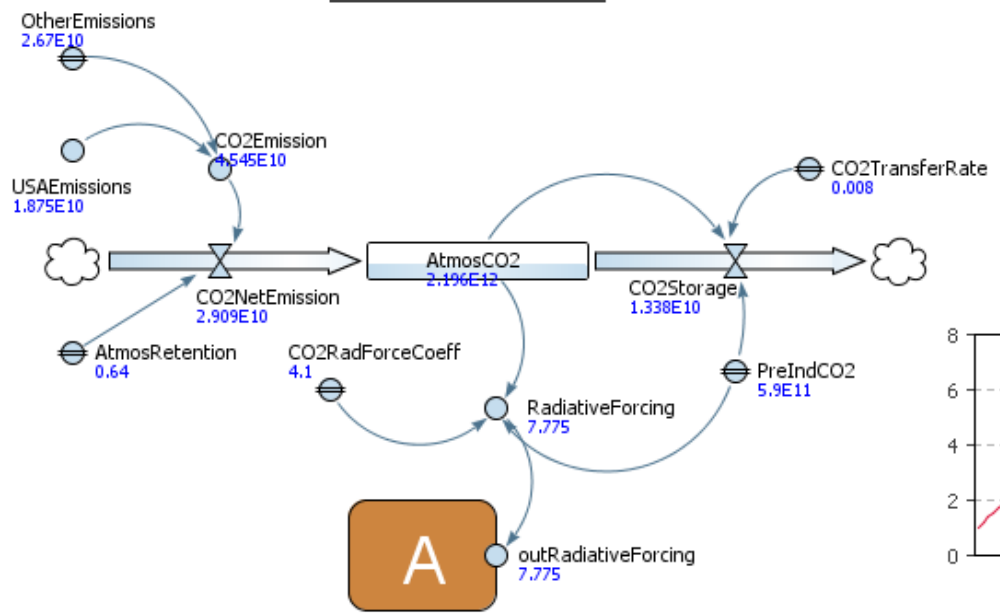 OtherEmissions
2.67E10
CO2Emission
4.545E10
USAEmissions
1.875E10
CO2TransferRate
0.008
AtmosCO2
2.196E12
CO2NetEmission
2.909E10
CO2Storage
1.338E10
AtmosRetention
0.64
CO2RadForceCoeff
4.1
PreIndCO2
5.9E11
RadiativeForcing
7.775
A
outRadiativeForcing
7.775
8
6
4
2
0